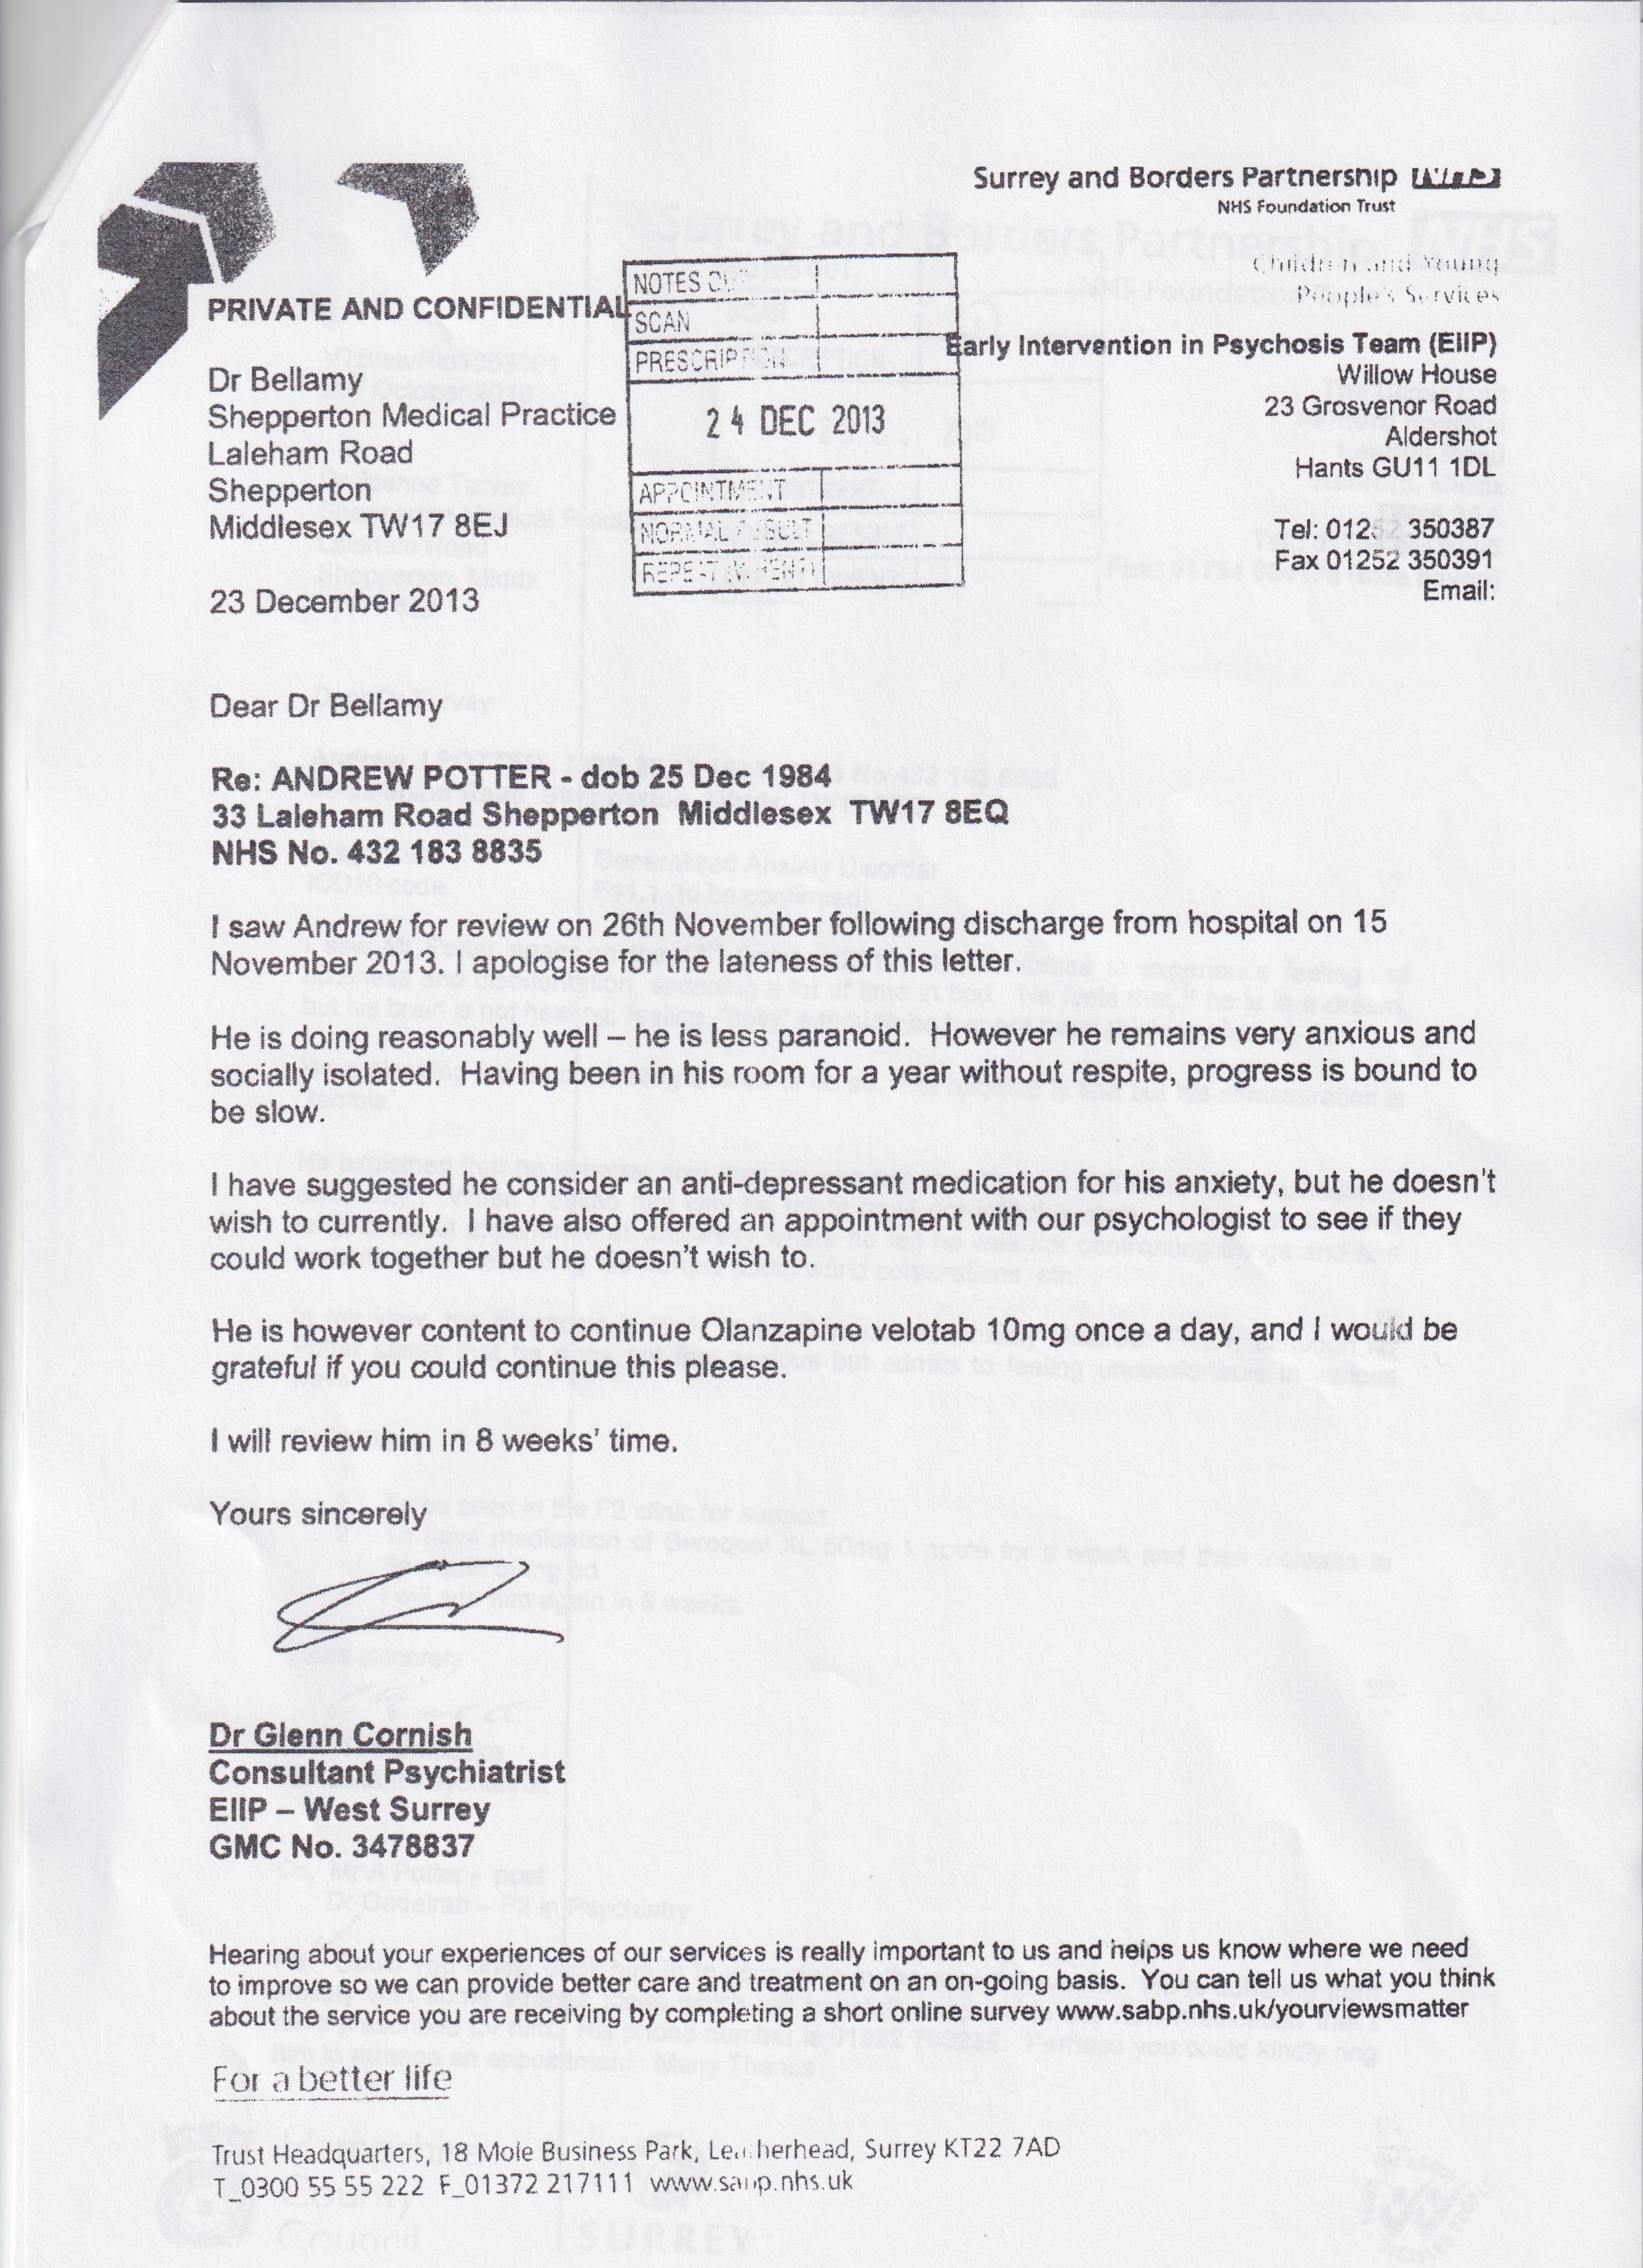 Surrey and Borders Partnership
NHS Foundation Trust
Children and Young
People's Services
PRIVATE AND CONFIDENTIAL
Dr Bellamy
Shepperton Medical Practice
Laleham Road
Shepperton
Middlesex TW17 8EJ
23 December 2013
NOTES
SCAN
PRESCRIPTION
24 DEC 2013
APPOINTMENT
NORMAL RESULT
Early Intervention in Psychosis Team (EIIP)
Willow House
23 Grosvenor Road
Aldershot
Hants GU11 1DL
Tel: 01252 350387
Fax 01252 350391
Email:
Dear Dr Bellamy
Re: ANDREW POTTER - dob 25 Dec 1984
33 Laleham Road Shepperton Middlesex TW17 8EQ
NHS No. 432 183 8835
I saw Andrew for review on 26th November following discharge from hospital on 15
November 2013. I apologise for the lateness of this letter.
He is doing reasonably well – he is less paranoid. However he remains very anxious and
socially isolated. Having been in his room for a year without respite, progress is bound to
be slow.
I have suggested he consider an anti-depressant medication for his anxiety, but he doesn't
wish to currently. I have also offered an appointment with our psychologist to see if they
could work together but he doesn't wish to.
He is however content to continue Olanzapine velotab 10mg once a day, and I would be
grateful if you could continue this please.
I will review him in 8 weeks' time.
Yours sincerely
Dr Glenn Cornish
Consultant Psychiatrist
EIIP – West Surrey
GMC No. 3478837
Hearing about your experiences of our services is really important to us and helps us know where we need
to improve so we can provide better care and treatment on an on-going basis. You can tell us what you think
about the service you are receiving by completing a short online survey www.sabp.nhs.uk/yourviewsmatter
For a better life
Trust Headquarters, 18 Mole Business Park, Leatherhead, Surrey KT22 7AD
T_0300 55 55 222 F_01372 217111 www.sabp.nhs.uk